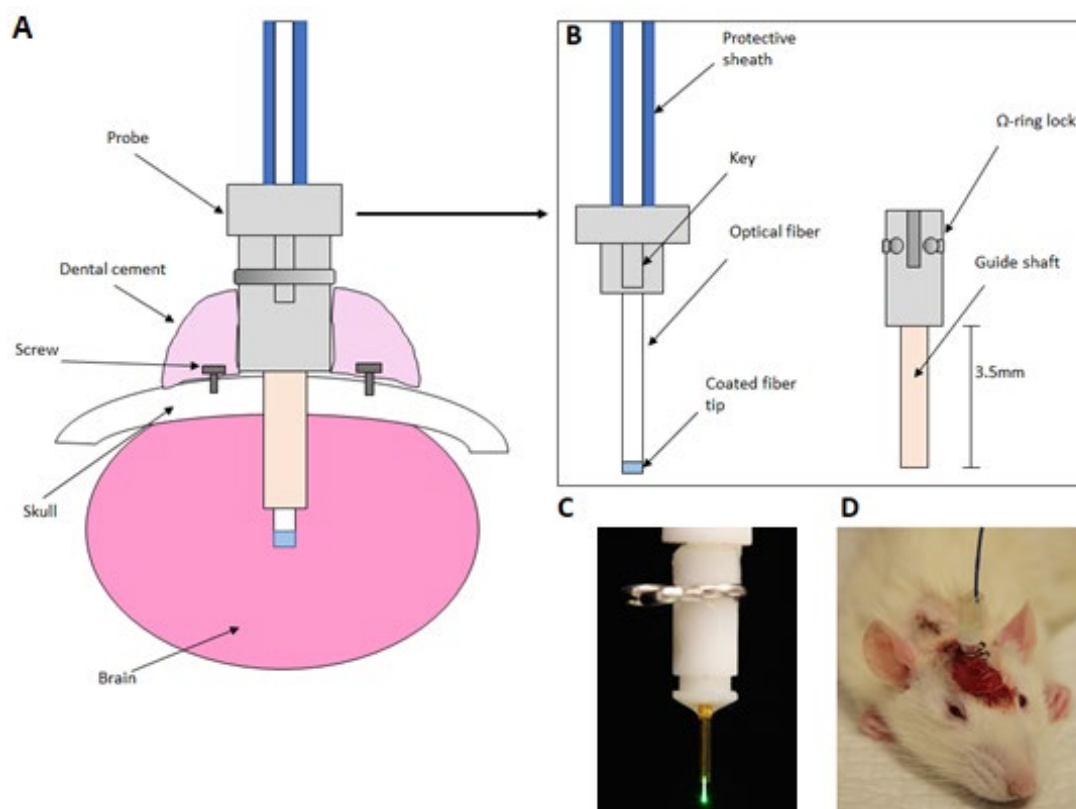 A
Probe
Dental cement
Screw
Skull
Brain
B
Protective
sheath
Key
Optical fiber
Coated fiber
tip
Ω-ring lock
Guide shaft
3.5mm
C
D